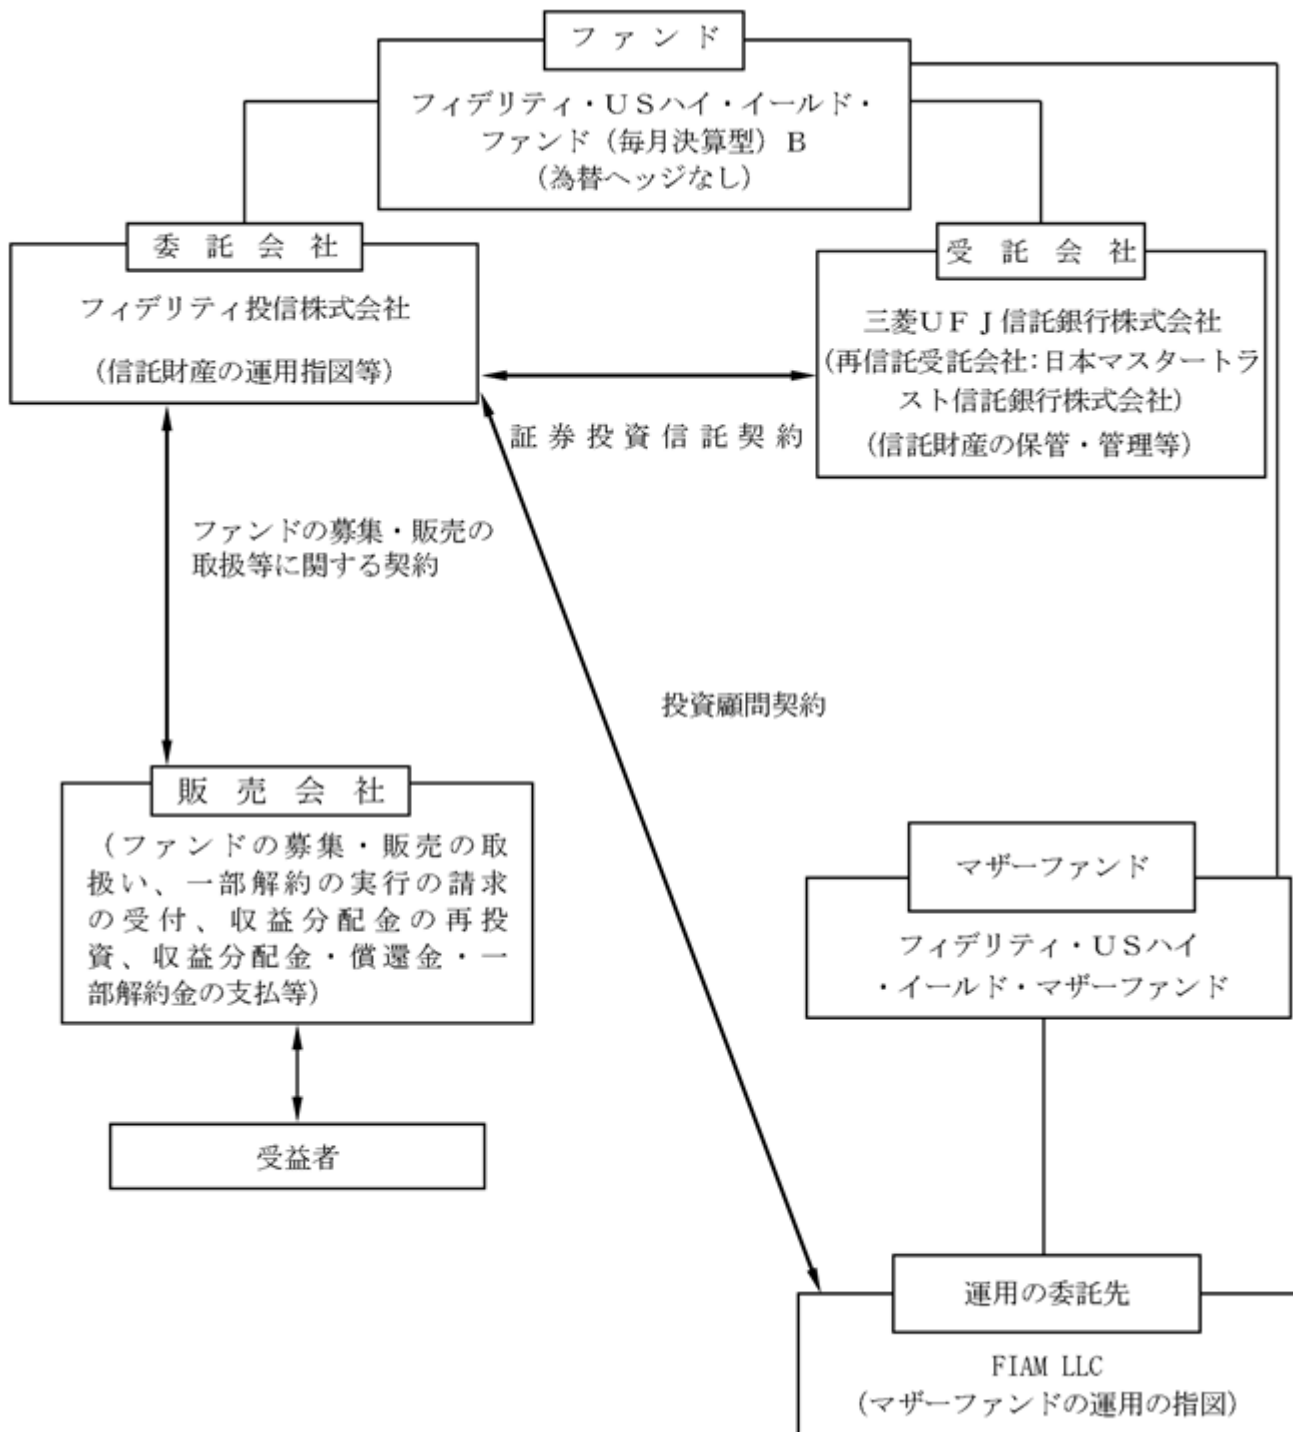 ファンド
フィデリティ・USハイ・イールド・
ファンド（毎月決算型）B
（為替ヘッジなし）
委託会社
フィデリティ投信株式会社
（信託財産の運用指図等）
受託会社
三菱UFJ信託銀行株式会社
（再信託受託会社：日本マスタートラ
スト信託銀行株式会社）
（信託財産の保管・管理等）
証券投資信託契約
ファンドの募集・販売の
取扱等に関する契約
投資顧問契約
販売会社
（ファンドの募集・販売の取
扱い、一部解約の実行の請求
の受付、収益分配金の再投
資、収益分配金・償還金・一
部解約金の支払等）
受益者
マザーファンド
フィデリティ・USハイ
・イールド・マザーファンド
運用の委託先
FIAM LLC
（マザーファンドの運用の指図）